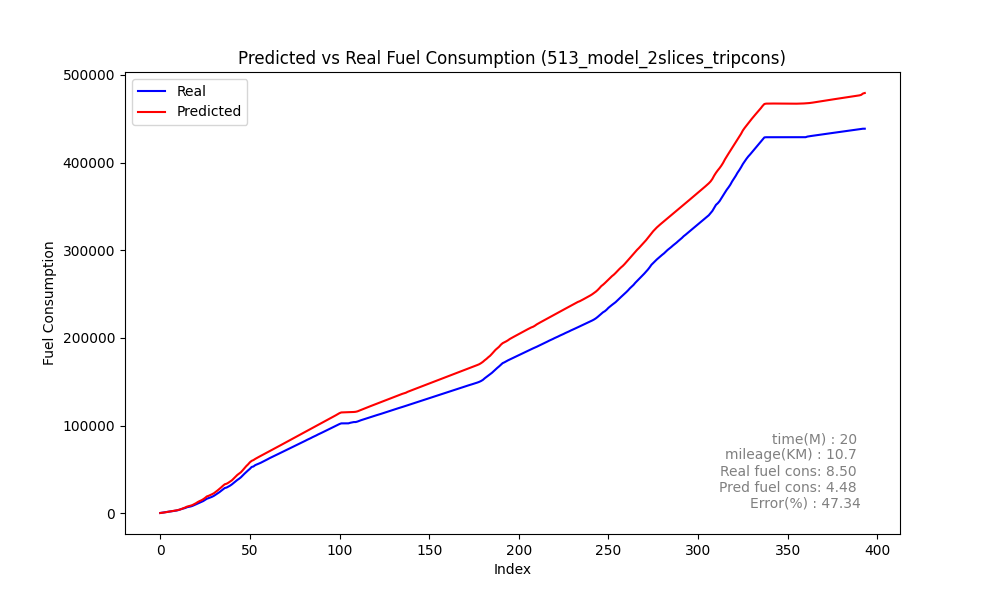 Predicted vs Real Fuel Consumption (513_model_2slices_tripcons)
500000
Real
Predicted
400000
300000
Fuel Consumption
200000
100000
time(M) : 20
mileage(KM) : 10.7
Real fuel cons: 8.50
Pred fuel cons: 4.48
Error(%) : 47.34
0
0 50 100 150 200 250 300 350 400
Index